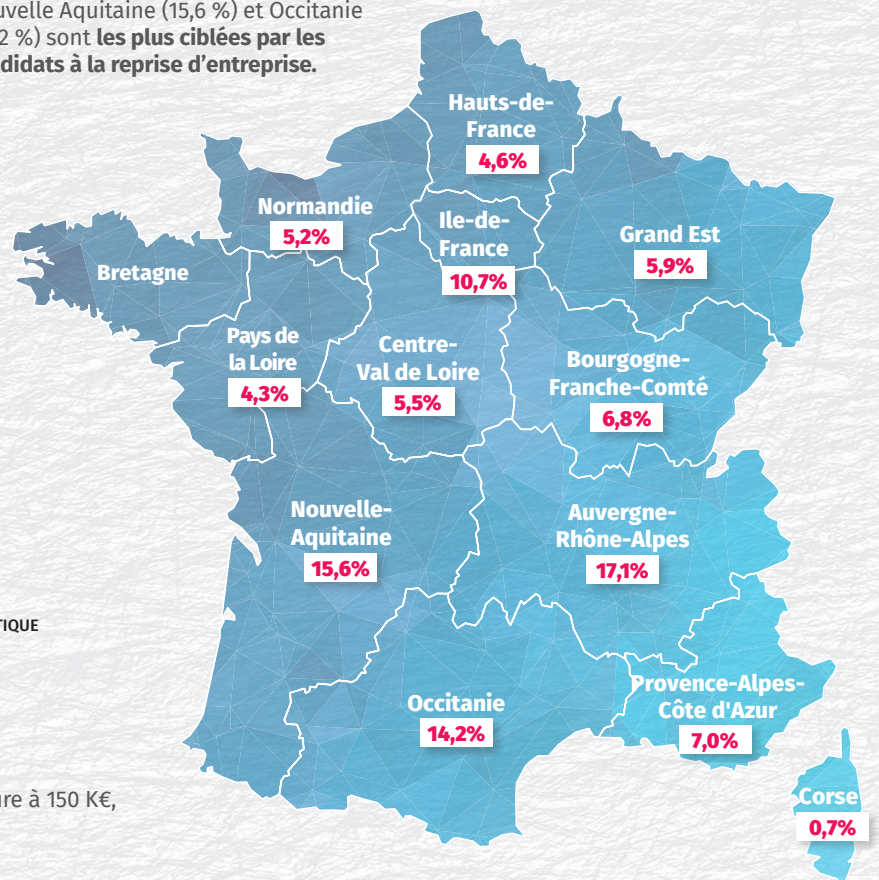 uvelle Aquitaine (15,6 %) et Occitanie
2 %) sont les plus ciblées par les
didats à la reprise d’entreprise.
Hauts-de-
France
4,6%
Normandie
5,2%
Ile-de-
France
10,7%
Grand Est
5,9%
Bretagne
Pays de
la Loire
4,3%
Centre-
Val de Loire
5,5%
Bourgogne-
Franche-Comté
6,8%
Nouvelle-
Aquitaine
15,6%
Auvergne-
Rhône-Alpes
17,1%
TIQUE
Occitanie
14,2%
Provence-Alpes-
Côte d'Azur
7,0%
ure à 150 K€,
Corse
0,7%